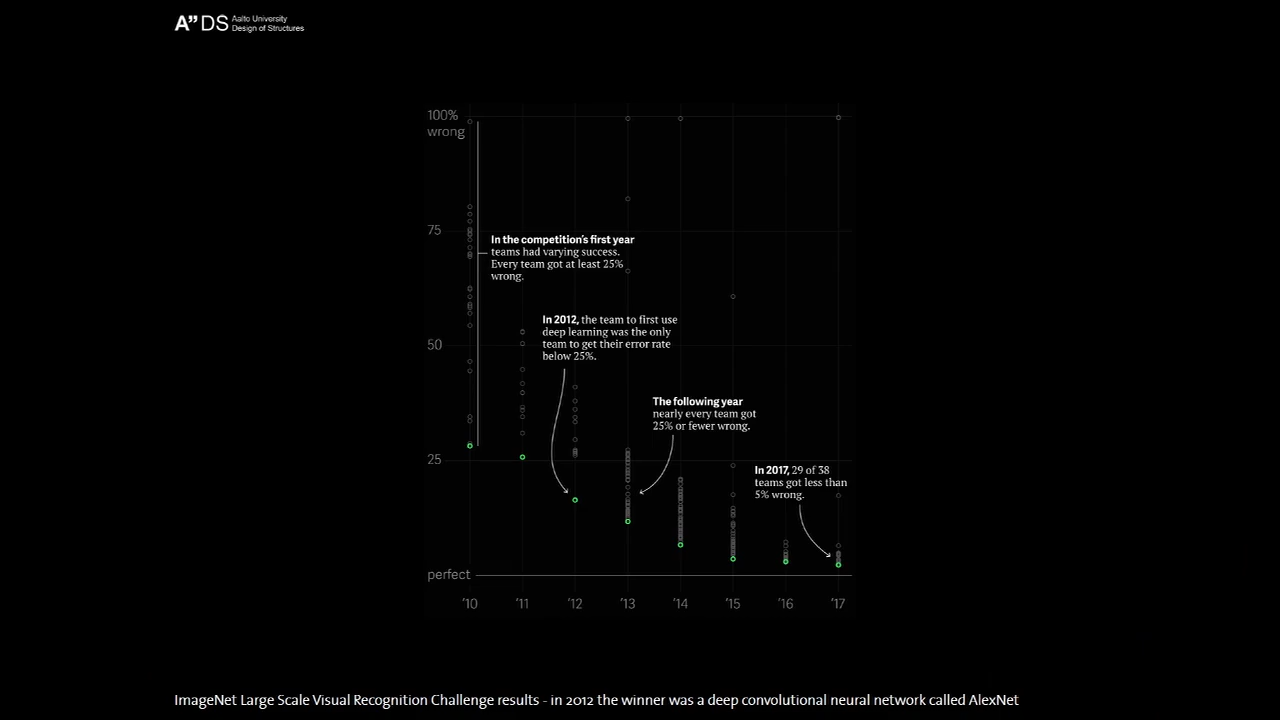 A” DS Aalto University
Design of Structures
100%
wrong
75
In the competition’s first year
teams had varying success.
Every team got at least 25%
wrong.
In 2012, the team to first use
deep learning was the only
team to get their error rate
below 25%.
50
The following year
nearly every team got
25% or fewer wrong.
25
In 2017, 29 of 38
teams got less than
5% wrong.
perfect
’10 ’11 ’12 ’13 ’14 ’15 ’16 ’17
ImageNet Large Scale Visual Recognition Challenge results - in 2012 the winner was a deep convolutional neural network called AlexNet